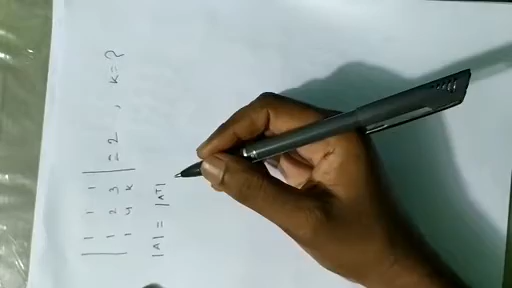 | 1 1 1 |
| 1 2 3 | = 2 , k = ?
| 1 4 k |
|A| = |Aᵀ|